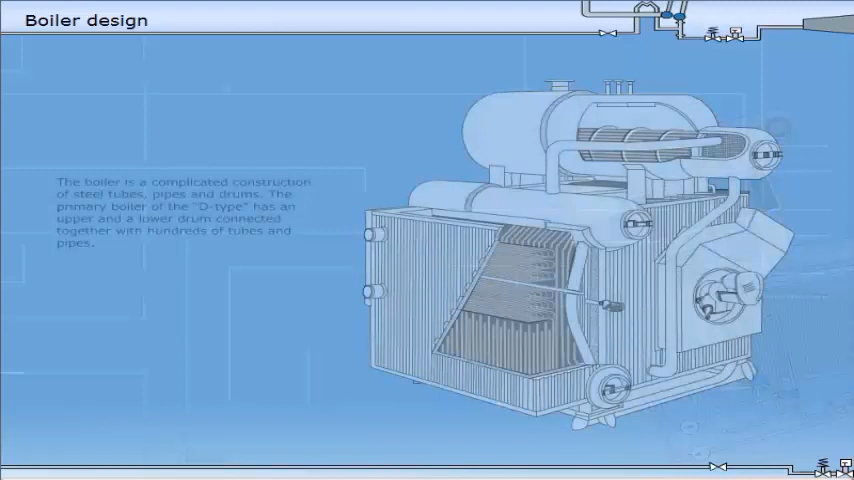 Boiler design
The boiler is a complicated construction
of steel tubes, pipes and drums. The
primary boiler of the "D-type" has an
upper and a lower drum connected
together with hundreds of tubes and
pipes.